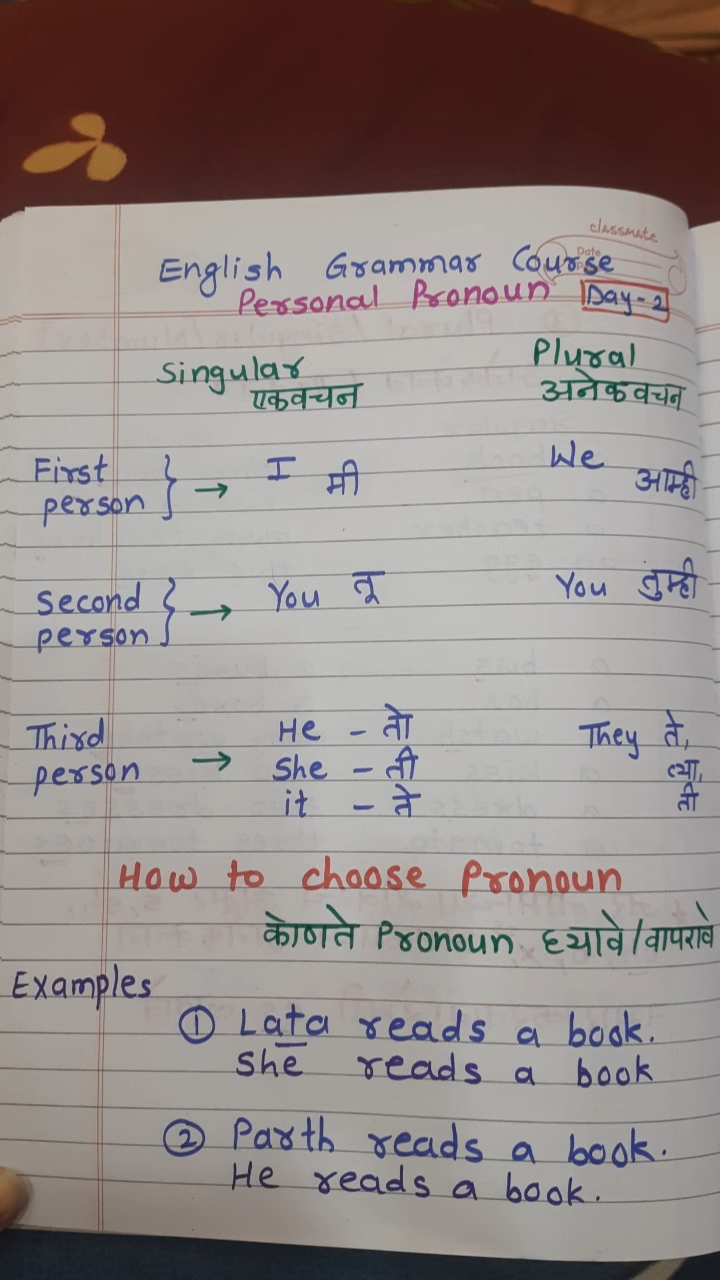 classmate
Date
English Grammar Course
Personal Pronoun Day-2
Singular Plural
एकवचन अनेकवचन
First person } → I मी We आम्ही
Second person } → You तू You तुम्ही
Third person → He - तो They ते,
She - ती त्या,
it - ते ती
How to choose Pronoun
कोणते Pronoun घ्यावे/वापरावे
Examples
① Lata reads a book.
She reads a book
② Parth reads a book.
He reads a book.